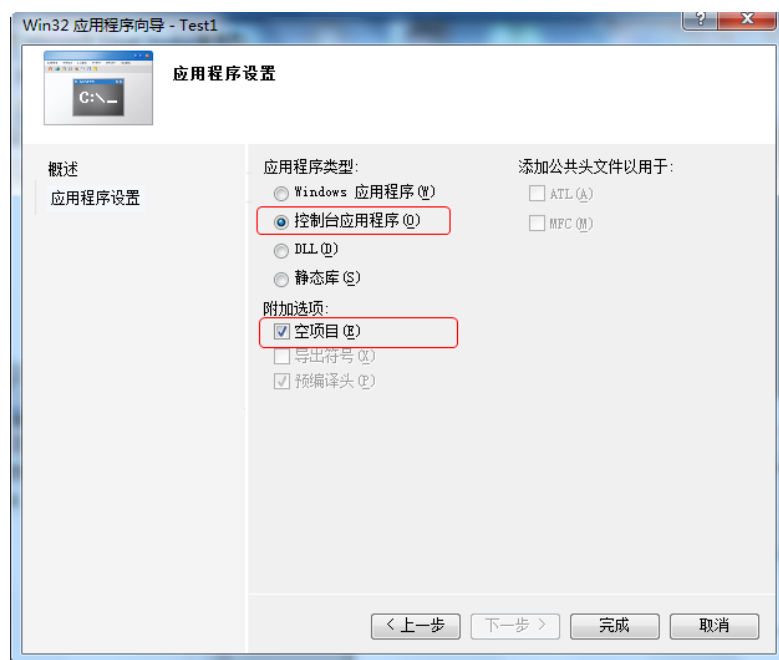 Win32 应用程序向导 - Test1
?
X
C:\_
应用程序设置
概述
应用程序设置
应用程序类型:
Windows 应用程序(W)
控制台应用程序(O)
DLL(D)
静态库(S)
附加选项:
空项目(E)
导出符号(X)
预编译头(P)
添加公共头文件以用于:
ATL(A)
MFC(M)
< 上一步
下一步 >
完成
取消